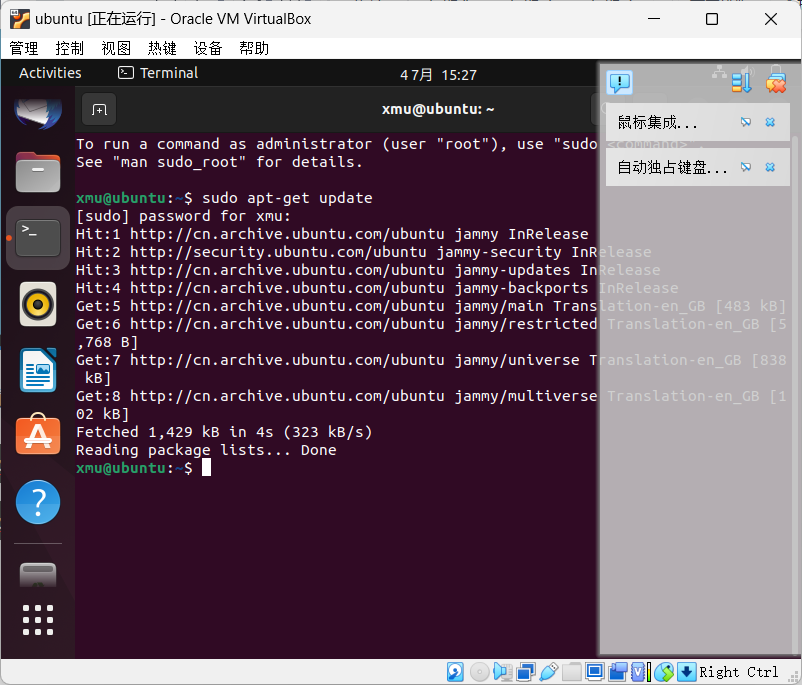 ubuntu [正在运行] - Oracle VM VirtualBox
管理 控制 视图 热键 设备 帮助
Activities Terminal 4 7月 15:27
xmu@ubuntu: ~
鼠标集成...
自动独占键盘...
To run a command as administrator (user "root"), use "sudo <command>".
See "man sudo_root" for details.
xmu@ubuntu:~$ sudo apt-get update
[sudo] password for xmu:
Hit:1 http://cn.archive.ubuntu.com/ubuntu jammy InRelease
Hit:2 http://security.ubuntu.com/ubuntu jammy-security InRelease
Hit:3 http://cn.archive.ubuntu.com/ubuntu jammy-updates InRelease
Hit:4 http://cn.archive.ubuntu.com/ubuntu jammy-backports InRelease
Get:5 http://cn.archive.ubuntu.com/ubuntu jammy/main Translation-en_GB [483 kB]
Get:6 http://cn.archive.ubuntu.com/ubuntu jammy/restricted Translation-en_GB [5
,768 B]
Get:7 http://cn.archive.ubuntu.com/ubuntu jammy/universe Translation-en_GB [838
kB]
Get:8 http://cn.archive.ubuntu.com/ubuntu jammy/multiverse Translation-en_GB [1
02 kB]
Fetched 1,429 kB in 4s (323 kB/s)
Reading package lists... Done
xmu@ubuntu:~$
Right Ctrl